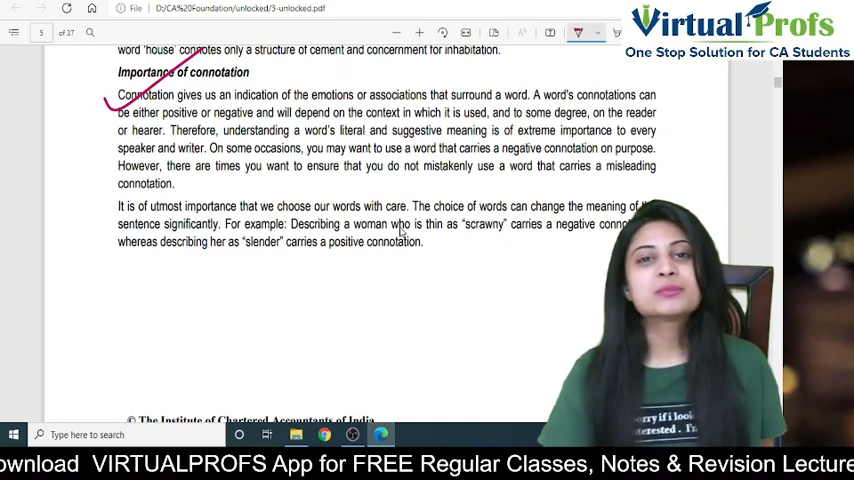 File
D:/CA Foundation/unlocked/3-unlocked.pdf
Virtual Profs
One Stop Solution for CA Students
5 of 37
word 'house' connotes only a structure of cement and concernment for inhabitation.
Importance of connotation
Connotation gives us an indication of the emotions or associations that surround a word. A word's connotations can
be either positive or negative and will depend on the context in which it is used, and to some degree, on the reader
or hearer. Therefore, understanding a word's literal and suggestive meaning is of extreme importance to every
speaker and writer. On some occasions, you may want to use a word that carries a negative connotation on purpose.
However, there are times you want to ensure that you do not mistakenly use a word that carries a misleading
connotation.
It is of utmost importance that we choose our words with care. The choice of words can change the meaning of
sentence significantly. For example: Describing a woman who is thin as "scrawny" carries a negative
whereas describing her as "slender" carries a positive connotation.
© The Institute of Chartered Accountants of India
Type here to search
VIRTUALPROFS App for FREE Regular Classes, Notes & Revision